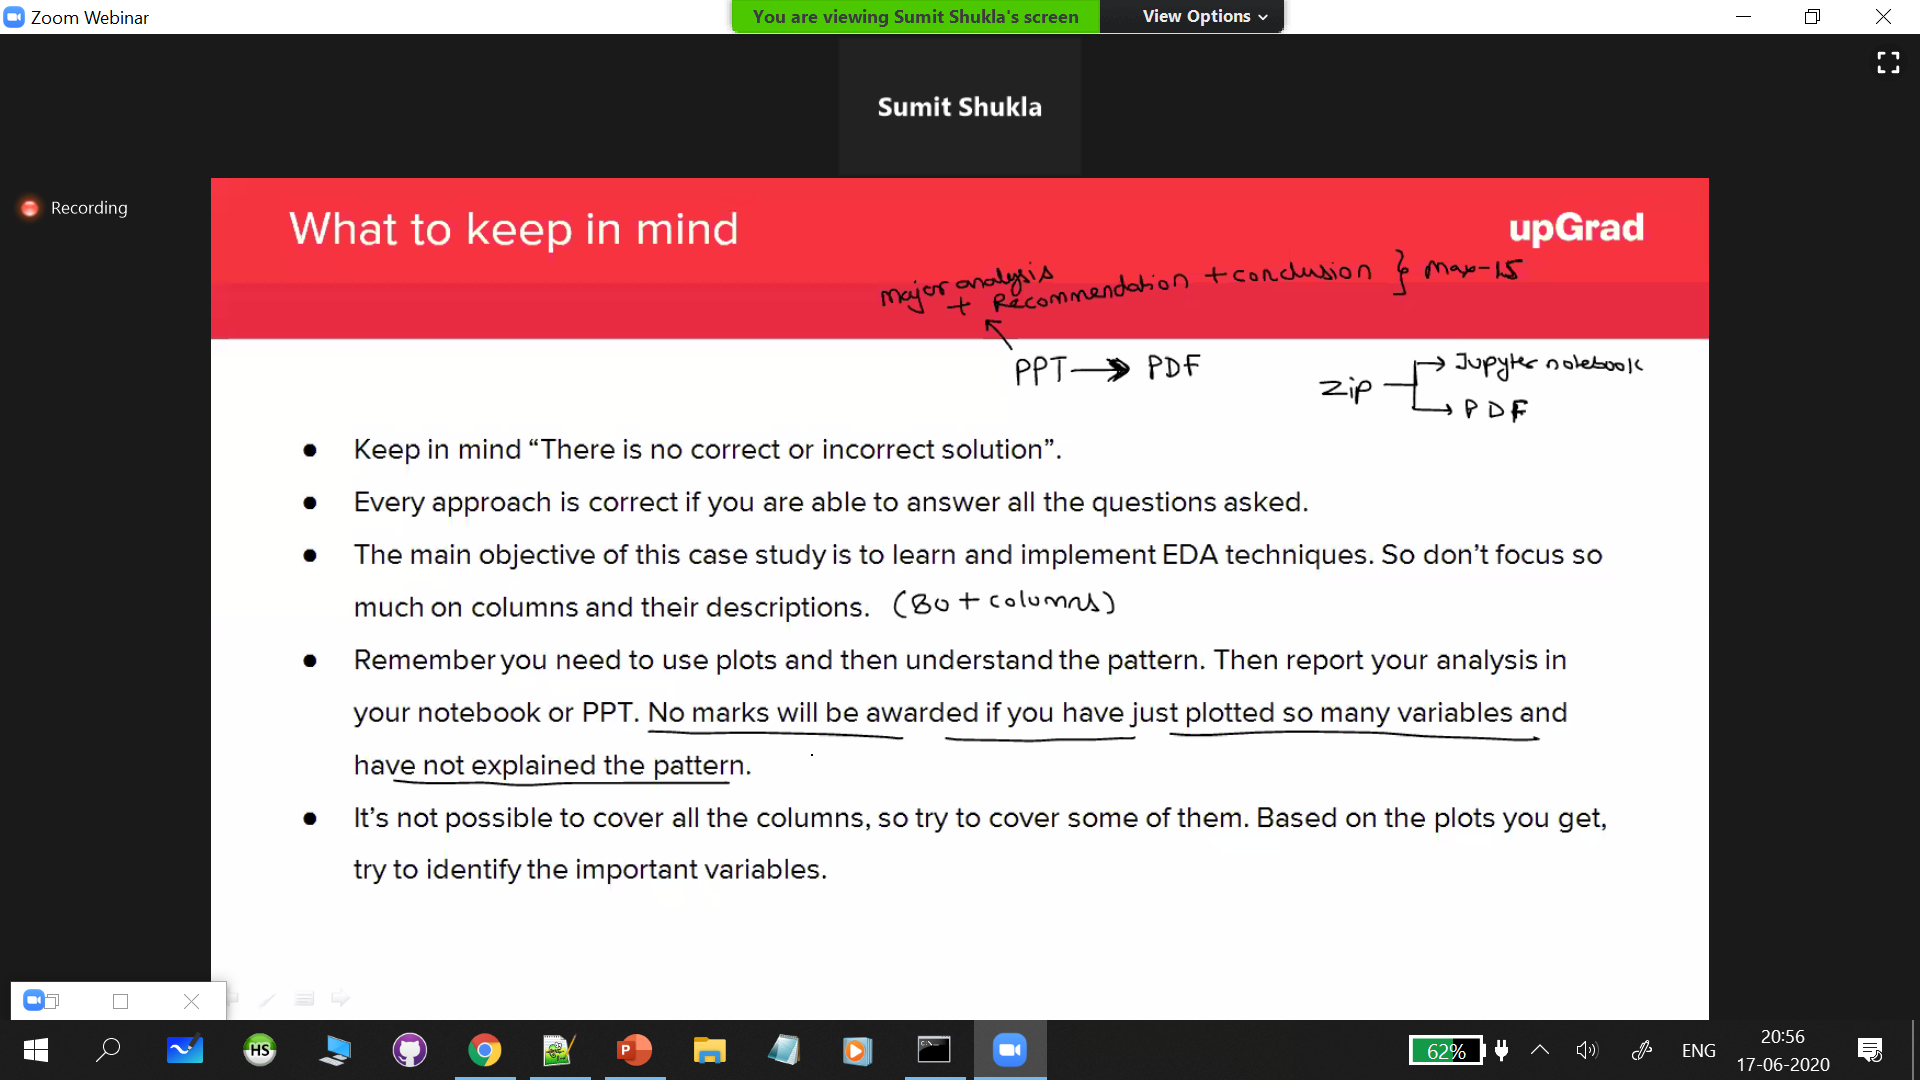 Zoom Webinar
You are viewing Sumit Shukla's screen
View Options
Sumit Shukla
Recording
What to keep in mind
upGrad
Major analysis
+ Recommendation + conclusion } Max-15
PPT → PDF
Zip → Jupyter notebook
→ PDF
● Keep in mind “There is no correct or incorrect solution”.
● Every approach is correct if you are able to answer all the questions asked.
● The main objective of this case study is to learn and implement EDA techniques. So don’t focus so
much on columns and their descriptions. (80 + columns)
● Remember you need to use plots and then understand the pattern. Then report your analysis in
your notebook or PPT. No marks will be awarded if you have just plotted so many variables and
have not explained the pattern.
● It’s not possible to cover all the columns, so try to cover some of them. Based on the plots you get,
try to identify the important variables.
HS
P
62%
ENG
20:56
17-06-2020